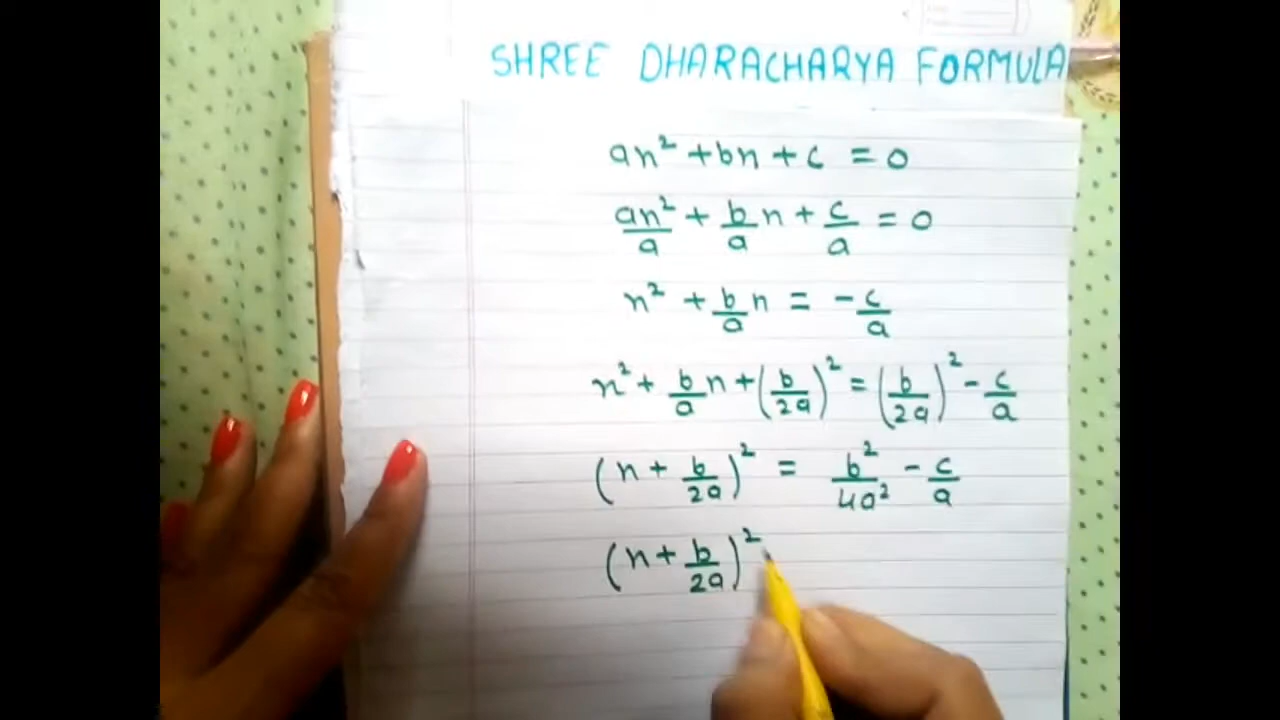 SHREE DHARACHARYA FORMULA
an² + bn + c = 0
an²/a + b/a n + c/a = 0
n² + b/a n = -c/a
n² + b/a n + (b/2a)² = (b/2a)² - c/a
(n + b/2a)² = b²/4a² - c/a
(n + b/2a)²